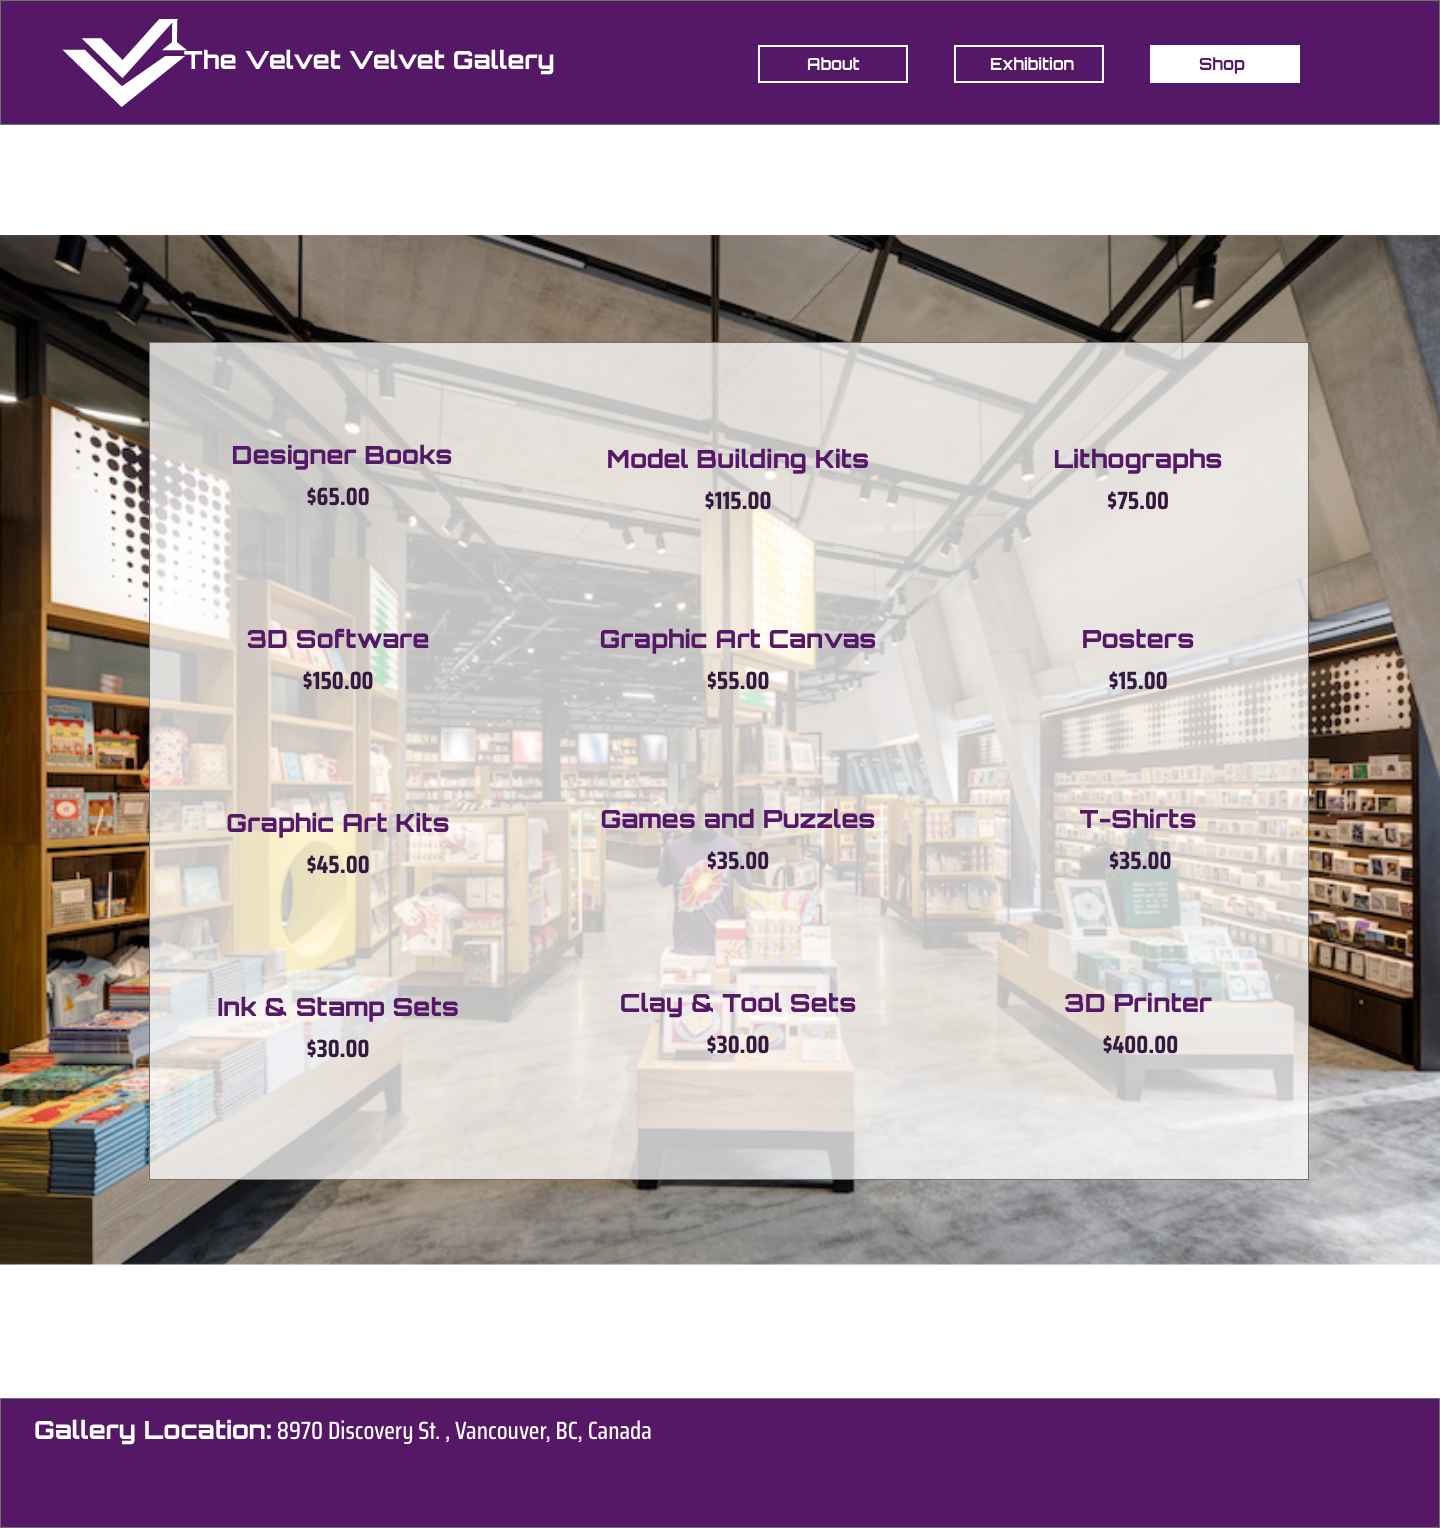 The Velvet Velvet Gallery
About
Exhibition
Shop
Designer Books
$65.00
Model Building Kits
$115.00
Lithographs
$75.00
3D Software
$150.00
Graphic Art Canvas
$55.00
Posters
$15.00
Graphic Art Kits
$45.00
Games and Puzzles
$35.00
T-Shirts
$35.00
Ink & Stamp Sets
$30.00
Clay & Tool Sets
$30.00
3D Printer
$400.00
Gallery Location: 8970 Discovery St. , Vancouver, BC, Canada